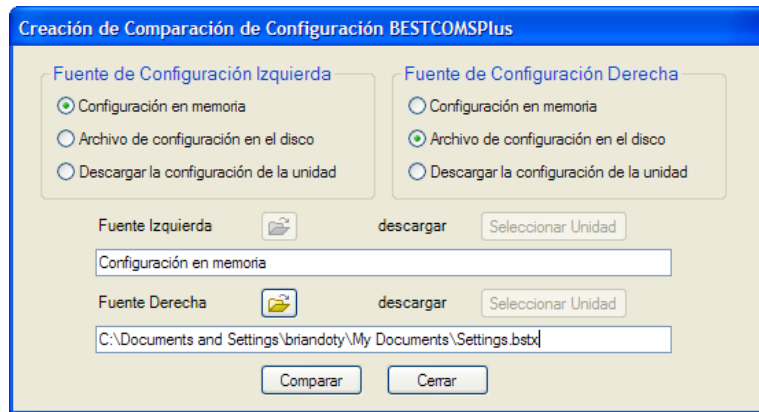 Creación de Comparación de Configuración BESTCOMSPlus
Fuente de Configuración Izquierda
Configuración en memoria
Archivo de configuración en el disco
Descargar la configuración de la unidad
Fuente de Configuración Derecha
Configuración en memoria
Archivo de configuración en el disco
Descargar la configuración de la unidad
Fuente Izquierda descargar Seleccionar Unidad
Configuración en memoria
Fuente Derecha descargar Seleccionar Unidad
C:\Documents and Settings\briandoty\My Documents\Settings.bstx
Comparar Cerrar